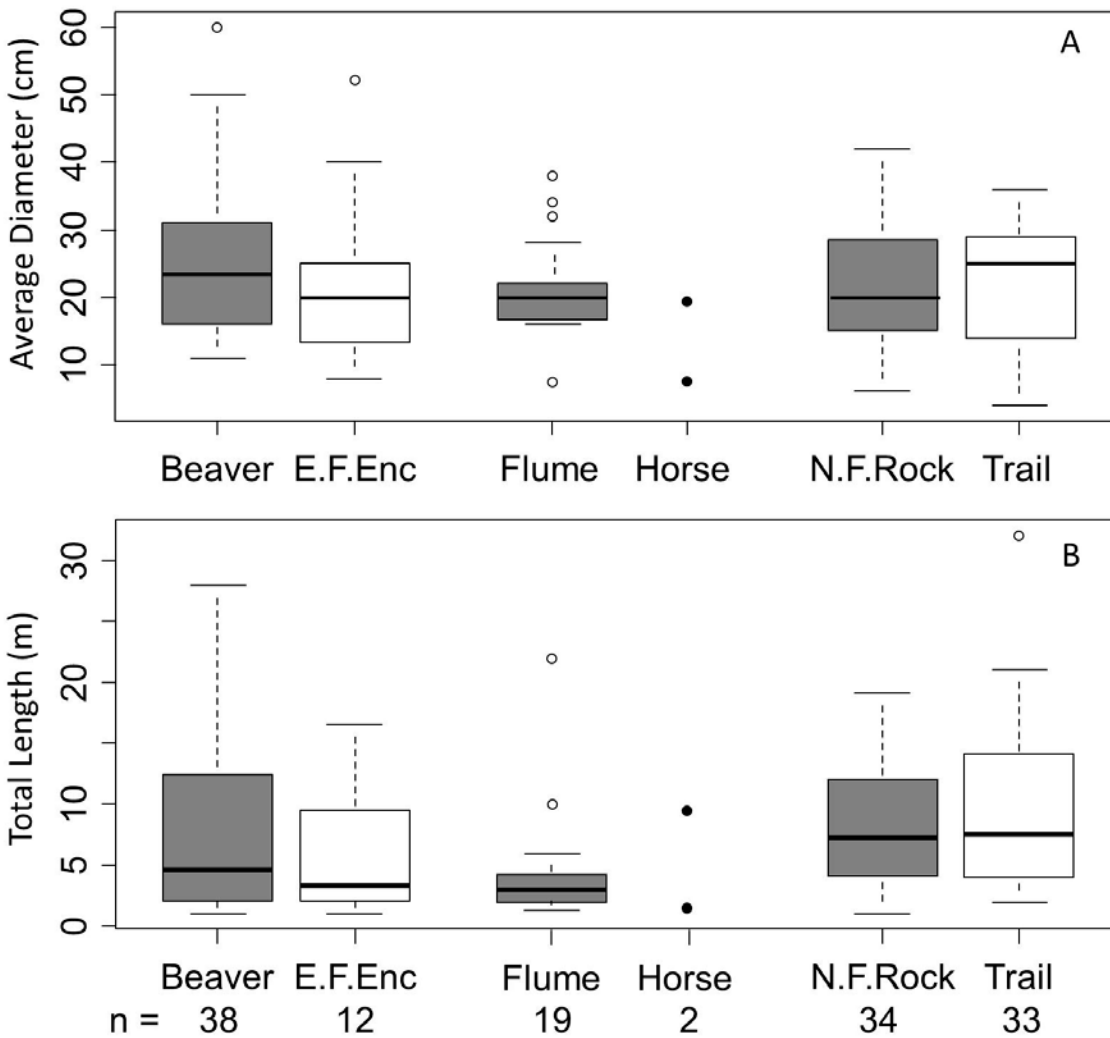 A
Average Diameter (cm)
60
50
40
30
20
10
Beaver E.F.Enc Flume Horse N.F.Rock Trail
B
Total Length (m)
30
20
10
5
0
Beaver E.F.Enc Flume Horse N.F.Rock Trail
n = 38 12 19 2 34 33